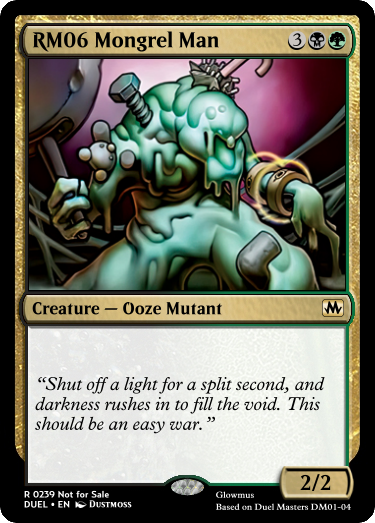 RM06 Mongrel Man 3
Creature — Ooze Mutant
“Shut off a light for a split second, and
darkness rushes in to fill the void. This
should be an easy war.”
2/2
R 0239 Not for Sale
DUEL • EN Dustmoss
Glowmus
Based on Duel Masters DM01-04